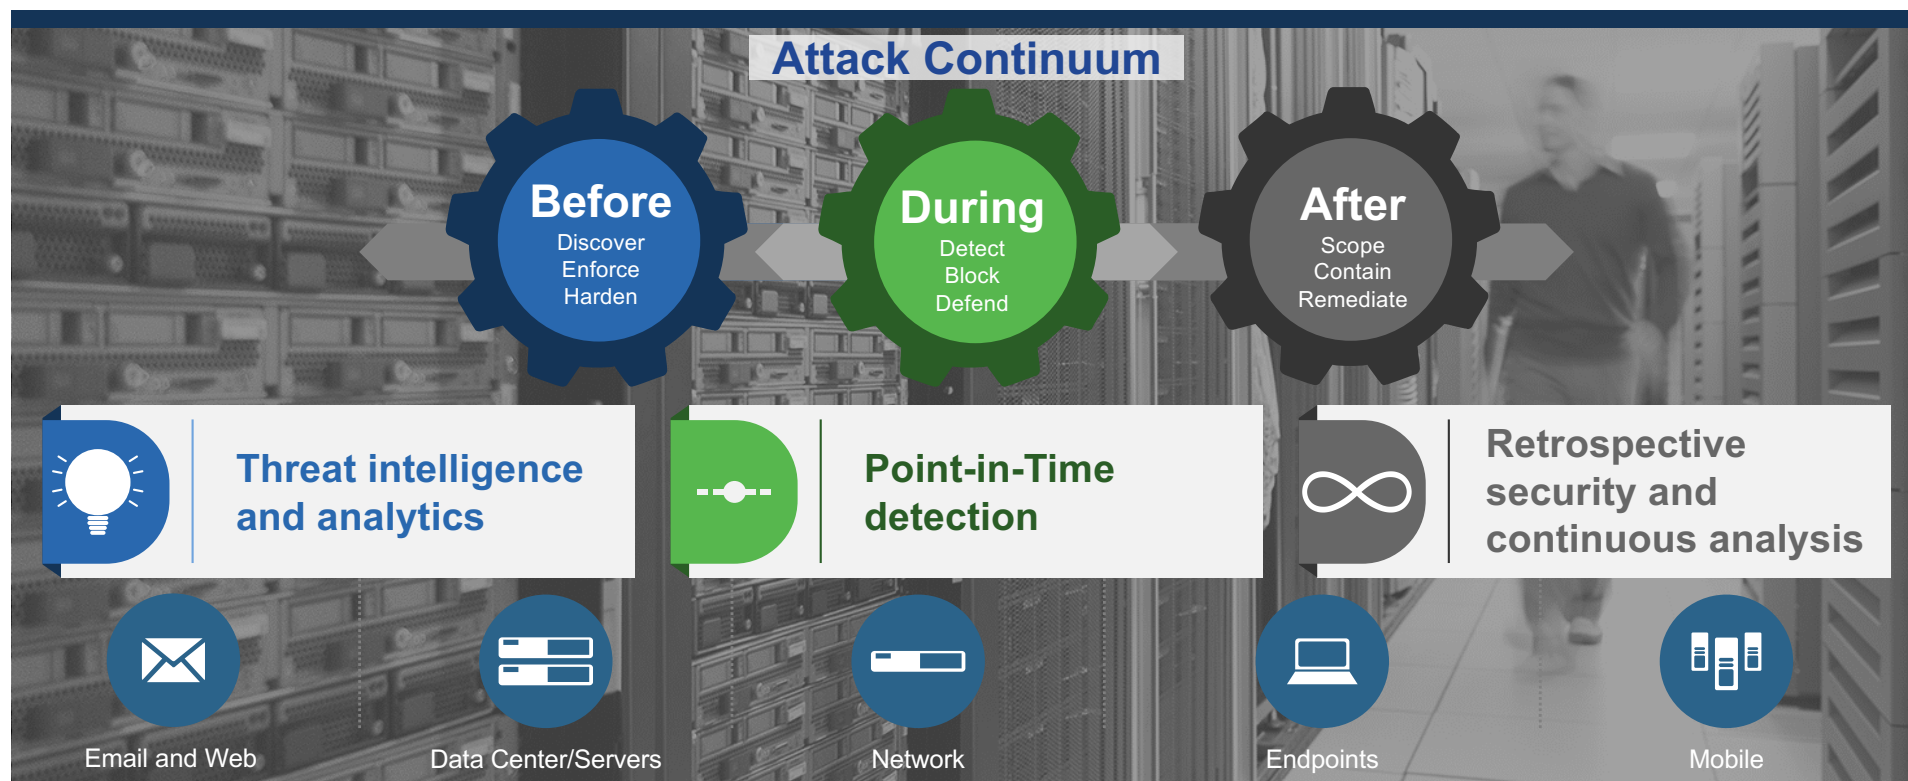 Attack Continuum
Before
Discover
Enforce
Harden
During
Detect
Block
Defend
After
Scope
Contain
Remediate
Threat intelligence
and analytics
Point-in-Time
detection
Retrospective
security and
continuous analysis
Email and Web
Data Center/Servers
Network
Endpoints
Mobile